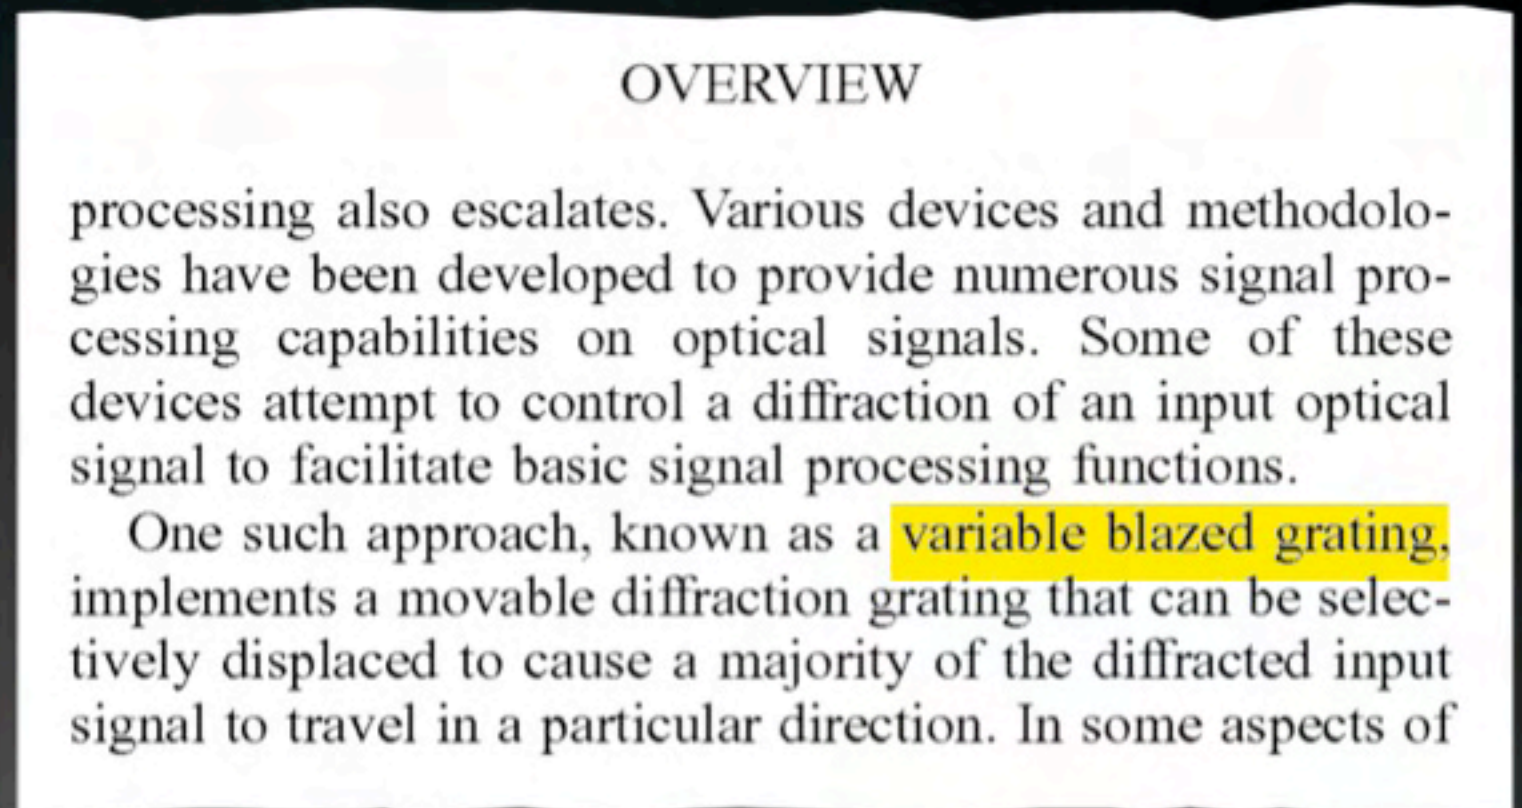 OVERVIEW
processing also escalates. Various devices and methodolo-
gies have been developed to provide numerous signal pro-
cessing capabilities on optical signals. Some of these
devices attempt to control a diffraction of an input optical
signal to facilitate basic signal processing functions.
One such approach, known as a variable blazed grating,
implements a movable diffraction grating that can be selec-
tively displaced to cause a majority of the diffracted input
signal to travel in a particular direction. In some aspects of